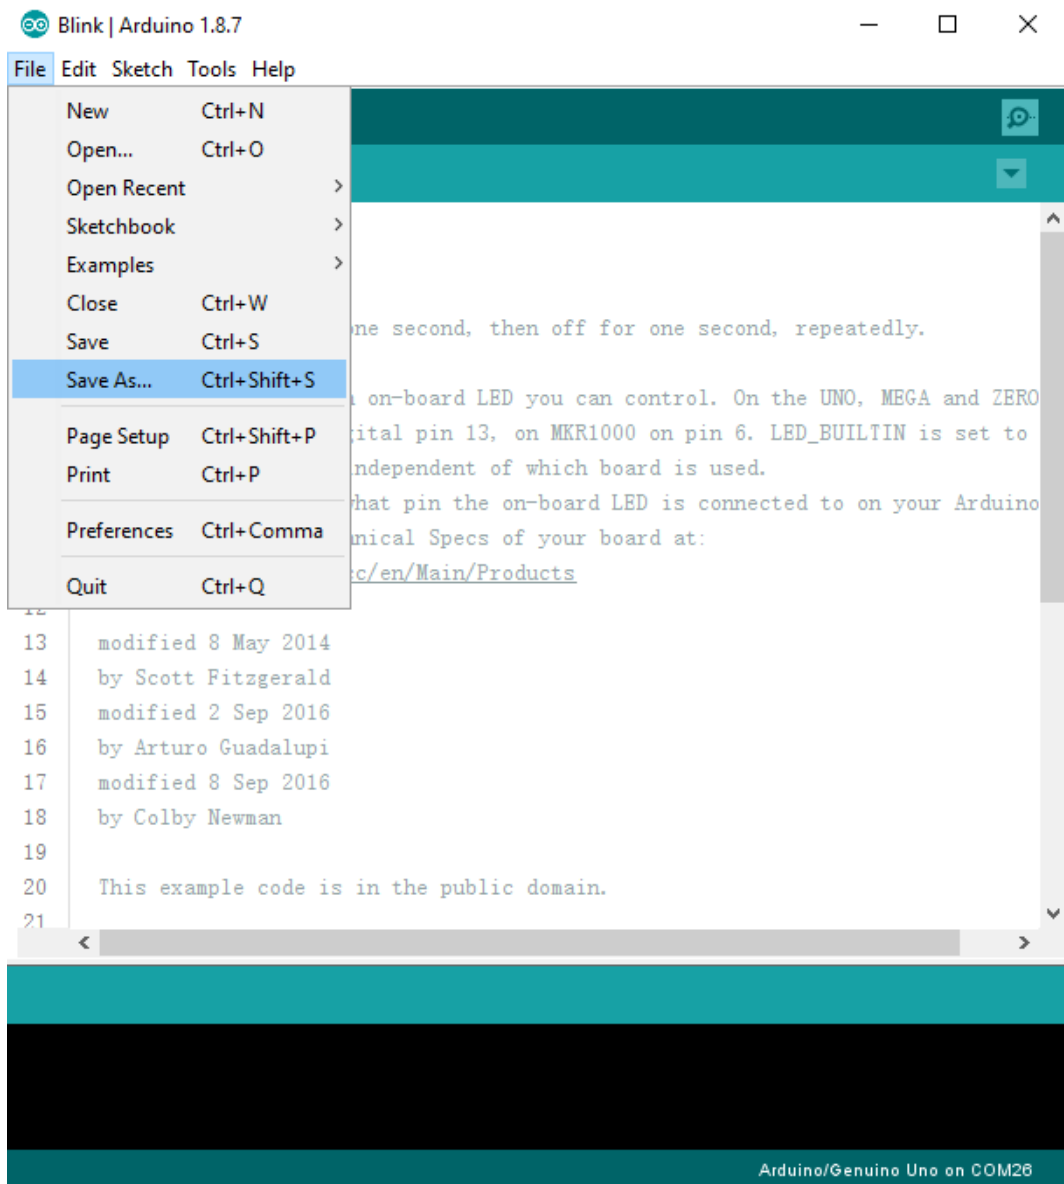 Blink | Arduino 1.8.7
File Edit Sketch Tools Help
New Ctrl+N
Open... Ctrl+O
Open Recent
Sketchbook
Examples
Close Ctrl+W
Save Ctrl+S
Save As... Ctrl+Shift+S
Page Setup Ctrl+Shift+P
Print Ctrl+P
Preferences Ctrl+Comma
Quit Ctrl+Q
one second, then off for one second, repeatedly.
on-board LED you can control. On the UNO, MEGA and ZERO
pin 13, on MKR1000 on pin 6. LED_BUILTIN is set to
independent of which board is used.
what pin the on-board LED is connected to on your Arduino
Specs of your board at:
cc/en/Main/Products
12
13 modified 8 May 2014
14 by Scott Fitzgerald
15 modified 2 Sep 2016
16 by Arturo Guadalupi
17 modified 8 Sep 2016
18 by Colby Newman
19
20 This example code is in the public domain.
21
Arduino/Genuino Uno on COM26